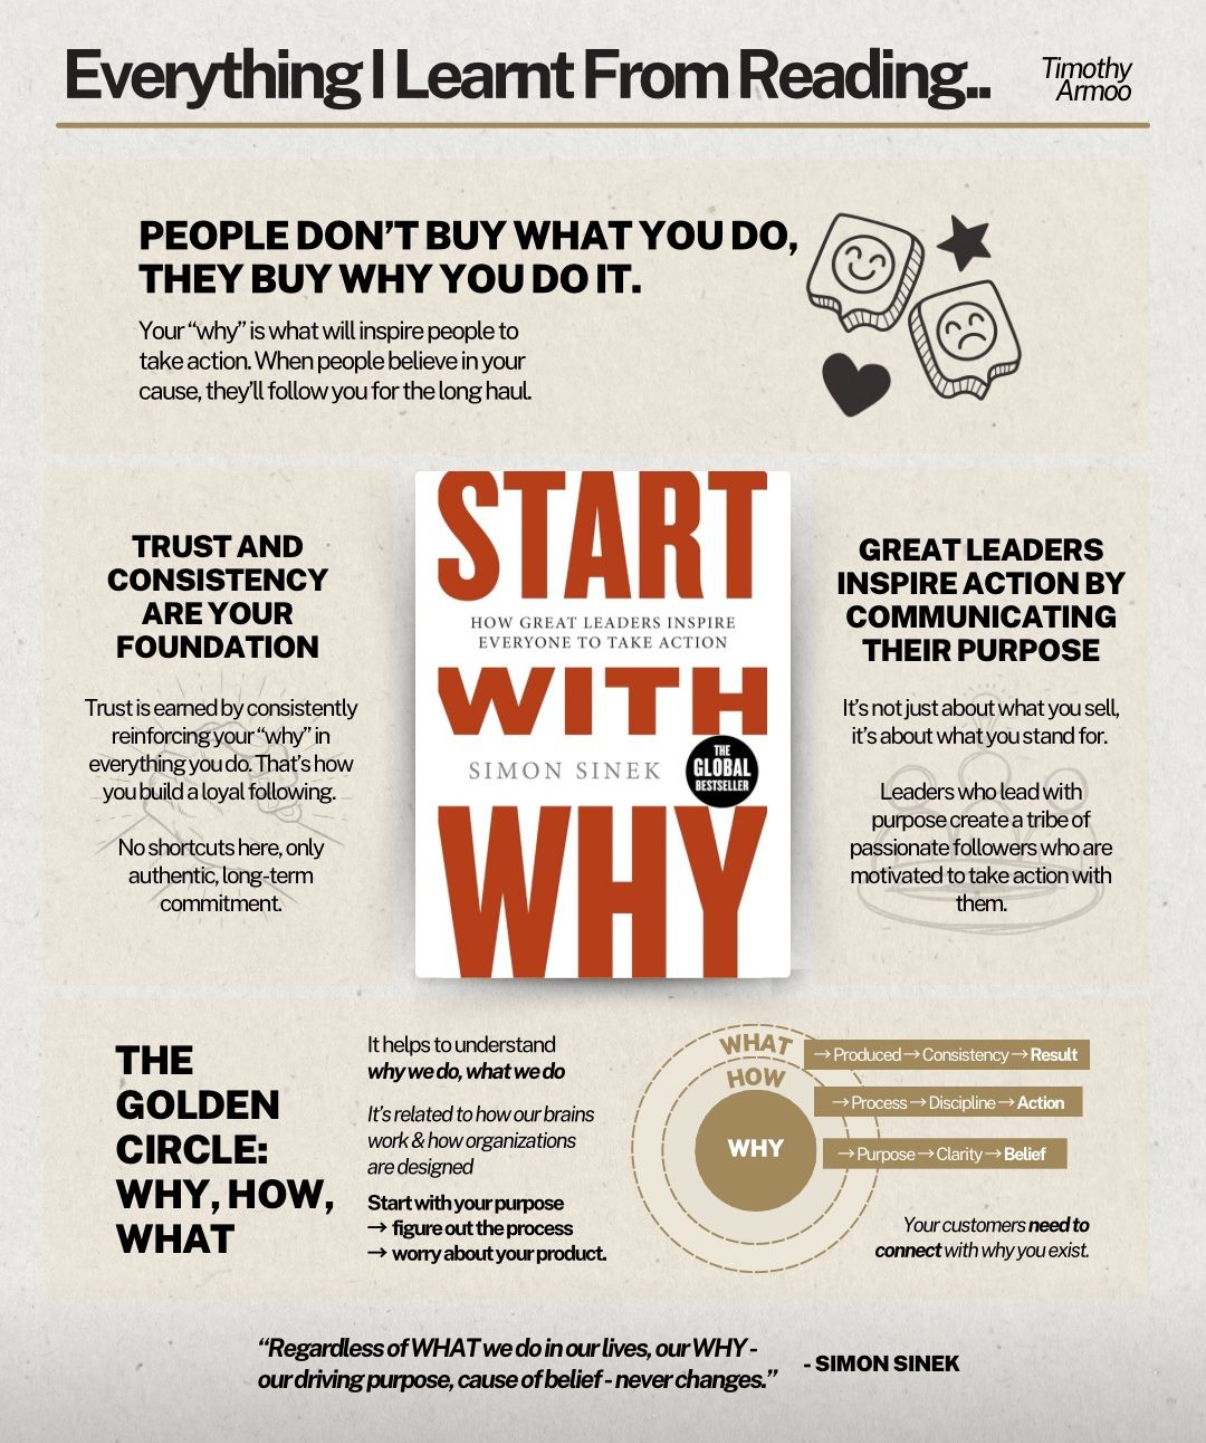 Everything I Learnt From Reading..
Timothy
Armoo
PEOPLE DON'T BUY WHAT YOU DO,
THEY BUY WHY YOU DO IT.
Your “why” is what will inspire people to
take action. When people believe in your
cause, they’ll follow you for the long haul.
TRUST AND
CONSISTENCY
ARE YOUR
FOUNDATION
Trust is earned by consistently
reinforcing your “why” in
everything you do. That’s how
you build a loyal following.
No shortcuts here, only
authentic, long-term
commitment.
START
HOW GREAT LEADERS INSPIRE
EVERYONE TO TAKE ACTION
WITH
SIMON SINEK
THE
GLOBAL
BESTSELLER
WHY
GREAT LEADERS
INSPIRE ACTION BY
COMMUNICATING
THEIR PURPOSE
It’s not just about what you sell,
it’s about what you stand for.
Leaders who lead with
purpose create a tribe of
passionate followers who are
motivated to take action with
them.
THE
GOLDEN
CIRCLE:
WHY, HOW,
WHAT
It helps to understand
why we do, what we do
It’s related to how our brains
work & how organizations
are designed
Start with your purpose
→ figure out the process
→ worry about your product.
WHAT
→ Produced → Consistency → Result
HOW
→ Process → Discipline → Action
WHY
→ Purpose → Clarity → Belief
Your customers need to
connect with why you exist.
“Regardless of WHAT we do in our lives, our WHY -
our driving purpose, cause of belief - never changes.”
- SIMON SINEK